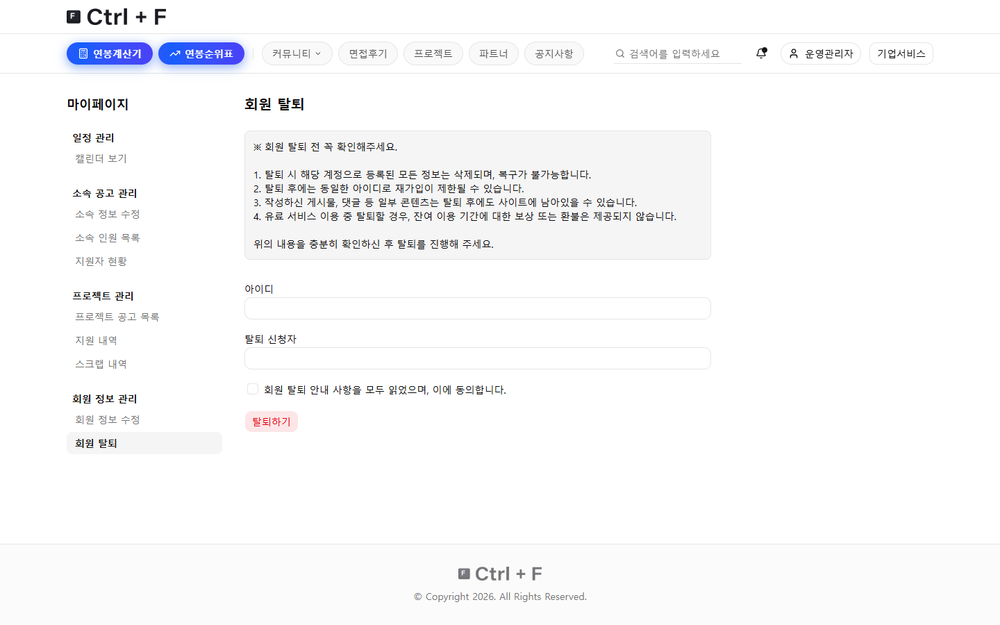 F Ctrl + F
연봉계산기
연봉순위표
커뮤니티
면접후기
프로젝트
파트너
공지사항
검색어를 입력하세요
운영관리자
기업서비스
마이페이지
일정 관리
캘린더 보기
소속 공고 관리
소속 정보 수정
소속 인원 목록
지원자 현황
프로젝트 관리
프로젝트 공고 목록
지원 내역
스크랩 내역
회원 정보 관리
회원 정보 수정
회원 탈퇴
회원 탈퇴
※ 회원 탈퇴 전 꼭 확인해주세요.
1. 탈퇴 시 해당 계정으로 등록된 모든 정보는 삭제되며, 복구가 불가능합니다.
2. 탈퇴 후에는 동일한 아이디로 재가입이 제한될 수 있습니다.
3. 작성하신 게시물, 댓글 등 일부 콘텐츠는 탈퇴 후에도 사이트에 남아있을 수 있습니다.
4. 유료 서비스 이용 중 탈퇴할 경우, 잔여 이용 기간에 대한 보상 또는 환불은 제공되지 않습니다.
위의 내용을 충분히 확인하신 후 탈퇴를 진행해 주세요.
아이디
탈퇴 신청자
회원 탈퇴 안내 사항을 모두 읽었으며, 이에 동의합니다.
탈퇴하기
F Ctrl + F
© Copyright 2026. All Rights Reserved.